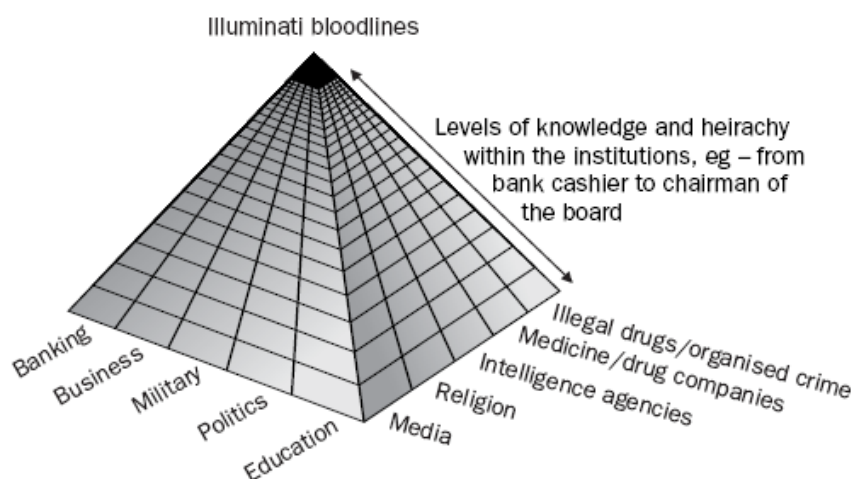 Illuminati bloodlines
Levels of knowledge and heirachy
within the institutions, eg – from
bank cashier to chairman of
the board
Banking
Business
Military
Politics
Education
Media
Religion
Intelligence agencies
Medicine/drug companies
Illegal drugs/organised crime